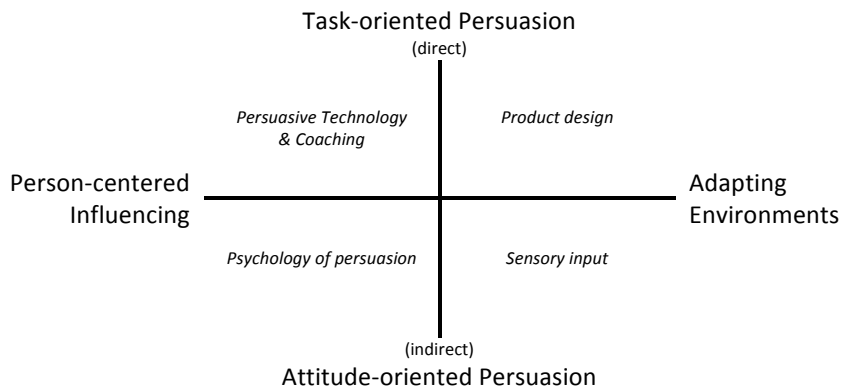 Task-oriented Persuasion
(direct)
Persuasive Technology
& Coaching
Product design
Person-centered
Influencing
Adapting
Environments
Psychology of persuasion
Sensory input
(indirect)
Attitude-oriented Persuasion